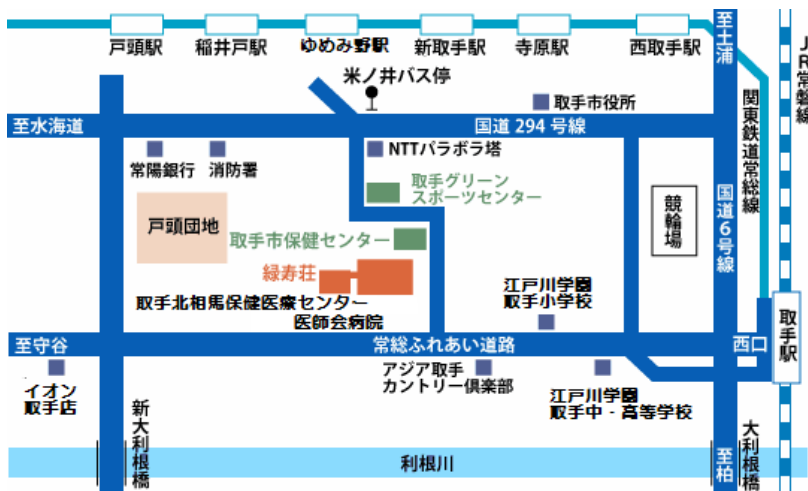 戸頭駅
稲井戸駅
ゆめみ野駅
新取手駅
寺原駅
西取手駅
至土浦
JR常磐線
米ノ井バス停
取手市役所
関東鉄道常総線
至水海道
国道294号線
常陽銀行
消防署
NTTパラボラ塔
取手グリーン
スポーツセンター
戸頭団地
取手市保健センター
競輪場
国道6号線
緑寿荘
取手北相馬保健医療センター
医師会病院
江戸川学園
取手小学校
取手駅
至守谷
常総ふれあい道路
西口
イオン
取手店
アジア取手
カントリー倶楽部
江戸川学園
取手中・高等学校
新大利根橋
大利根橋
利根川
至柏